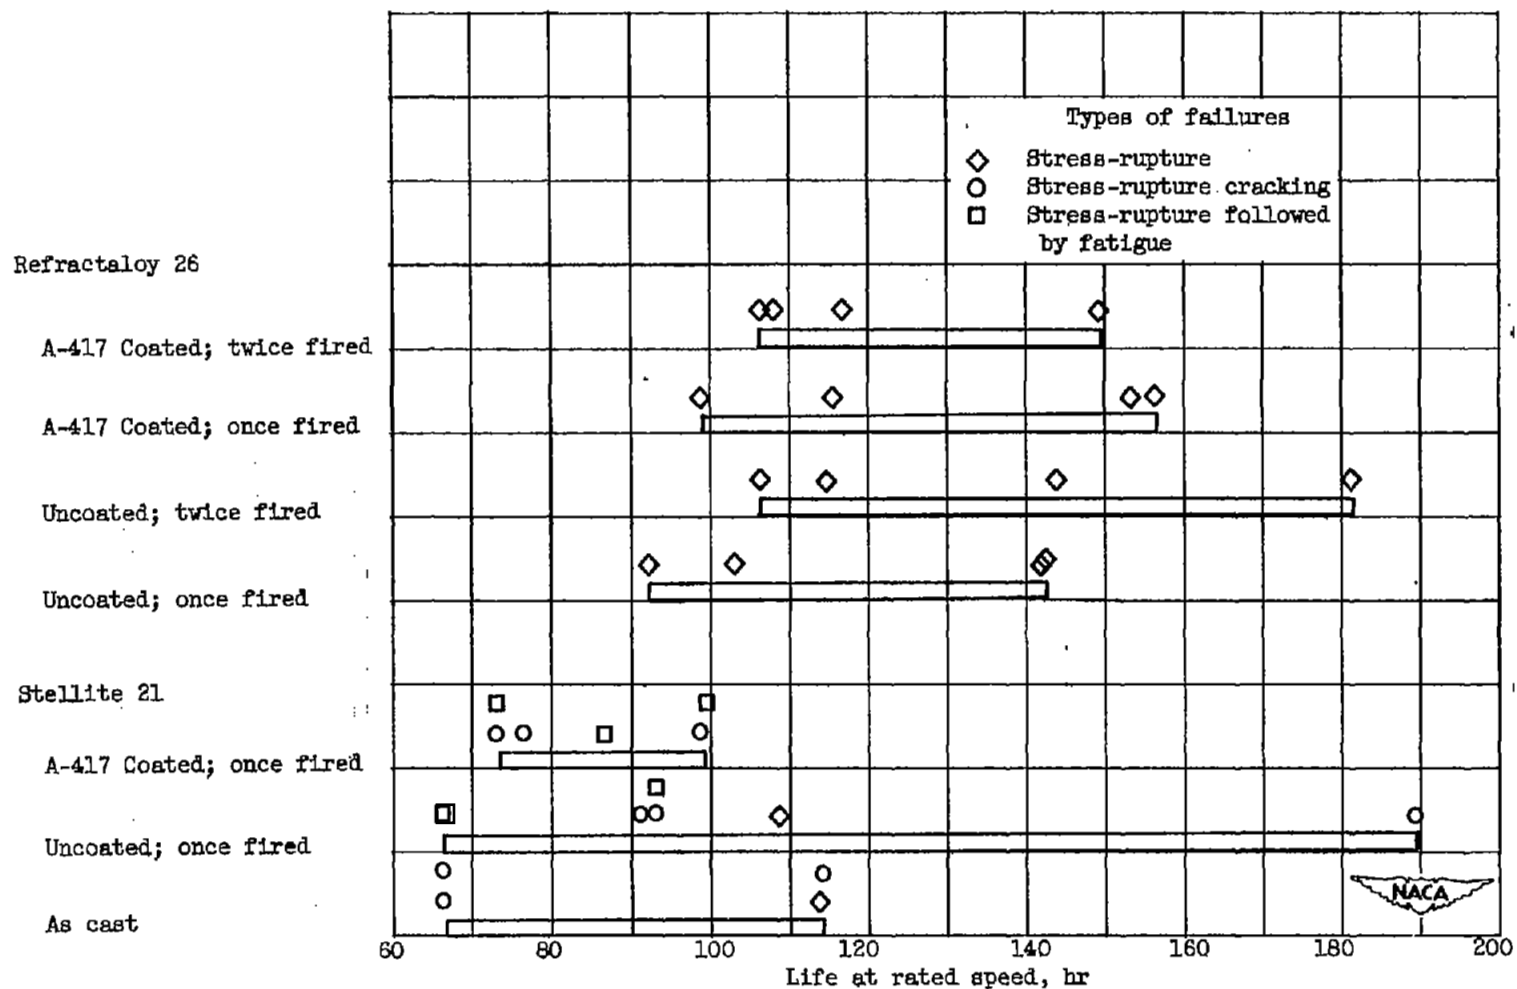 Types of failures
Stress-rupture
Stress-rupture cracking
Stress-rupture followed
by fatigue
Refractaloy 26
A-417 Coated; twice fired
A-417 Coated; once fired
Uncoated; twice fired
Uncoated; once fired
Stellite 21
A-417 Coated; once fired
Uncoated; once fired
As cast
NACA
60 80 100 120 140 160 180 200
Life at rated speed, hr